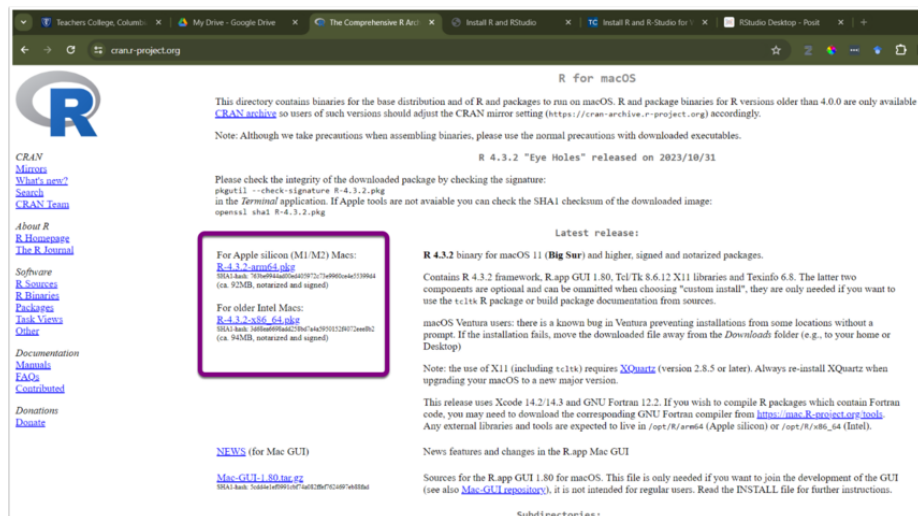 Teachers College, Columbi
My Drive - Google Drive
The Comprehensive R Arch
Install R and RStudio
TC Install R and R-Studio for
RStudio Desktop - Posit
cran.r-project.org
R
CRAN
Mirrors
What's new?
Search
CRAN Team
About R
R Homepage
The R Journal
Software
R Sources
R Binaries
Packages
Task Views
Other
Documentation
Manuals
FAQs
Contributed
Donations
Donate
R for macOS
This directory contains binaries for the base distribution and of R and packages to run on macOS. R and package binaries for R versions older than 4.0.0 are only available
CRAN archive so users of such versions should adjust the CRAN mirror setting (https://cran-archive.r-project.org) accordingly.
Note: Although we take precautions when assembling binaries, please use the normal precautions with downloaded executables.
R 4.3.2 "Eye Holes" released on 2023/10/31
Please check the integrity of the downloaded package by checking the signature:
pkgutil --check-signature R-4.3.2.pkg
in the Terminal application. If Apple tools are not avaiable you can check the SHA1 checksum of the downloaded image:
openssl sha1 R-4.3.2.pkg
Latest release:
For Apple silicon (M1/M2) Macs:
R-4.3.2-arm64.pkg
SHA1-hash:
(ca. 92MB, notarized and signed)
For older Intel Macs:
R-4.3.2-x86_64.pkg
SHA1-hash:
(ca. 94MB, notarized and signed)
R 4.3.2 binary for macOS 11 (Big Sur) and higher, signed and notarized packages.
Contains R 4.3.2 framework, R.app GUI 1.80, Tcl/Tk 8.6.12 X11 libraries and Texinfo 6.8. The latter two
components are optional and can be ommitted when choosing "custom install", they are only needed if you want to
use the tcltk R package or build package documentation from sources.
macOS Ventura users: there is a known bug in Ventura preventing installations from some locations without a
prompt. If the installation fails, move the downloaded file away from the Downloads folder (e.g., to your home or
Desktop)
Note: the use of X11 (including tcltk) requires XQuartz (version 2.8.5 or later). Always re-install XQuartz when
upgrading your macOS to a new major version.
This release uses Xcode 14.2/14.3 and GNU Fortran 12.2. If you wish to compile R packages which contain Fortran
code, you may need to download the corresponding GNU Fortran compiler from https://mac.R-project.org/tools.
Any external libraries and tools are expected to live in /opt/R/arm64 (Apple silicon) or /opt/R/x86_64 (Intel).
NEWS (for Mac GUI)
News features and changes in the R.app Mac GUI
Mac-GUI-1.80.tar.gz
SHA1-hash:
Sources for the R.app GUI 1.80 for macOS. This file is only needed if you want to join the development of the GUI
(see also Mac-GUI repository), it is not intended for regular users. Read the INSTALL file for further instructions.
Subdirectories: